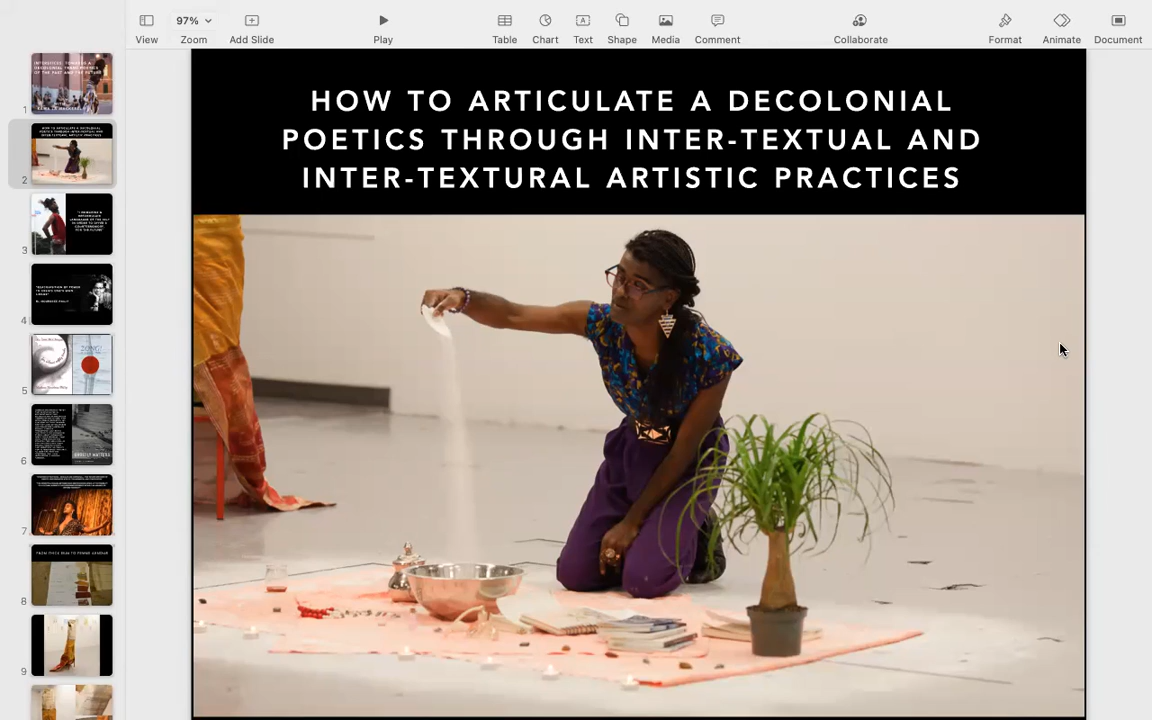 97%
View
Zoom
Add Slide
Play
Table
Chart
Text
Shape
Media
Comment
Collaborate
Format
Animate
Document
1
2
3
4
5
6
7
8
9
HOW TO ARTICULATE A DECOLONIAL
POETICS THROUGH INTER-TEXTUAL AND
INTER-TEXTURAL ARTISTIC PRACTICES